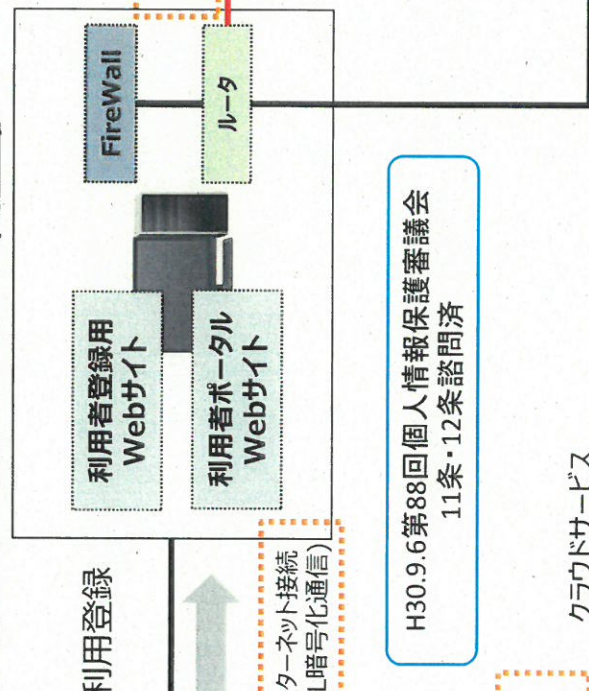 FireWall
ルータ
利用者登録用
Webサイト
利用者ポータル
Webサイト
利用登録
ターネット接続
L暗号化通信)
H30.9.6第88回個人情報保護審議会
11条・12条諮問済
クラウドサービス